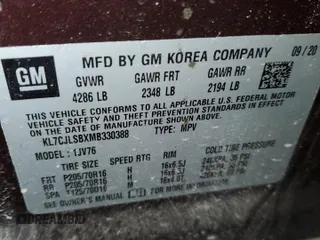 GM
MFD BY GM KOREA COMPANY 09/20
GVWR GAWR FRT GAWR RR
4286 LB 2348 LB 2194 LB
THIS VEHICLE CONFORMS TO ALL APPLICABLE U.S. FEDERAL MOTOR
VEHICLE SAFETY AND THEFT PREVENTION STANDARDS IN EFFECT
ON THE DATE OF MANUFACTURE SHOWN ABOVE.
KL7CJLSBXMB330388 TYPE: MPV
MODEL: 1JV76
TIRE SIZE SPEED RTG RIM COLD TIRE PRESSURE
FRT P205/70R16 H 16x6.5J
RR P205/70R16 H 16x6.5J
SPA
SEE OWNER'S MANUAL FOR MORE INFORMATION